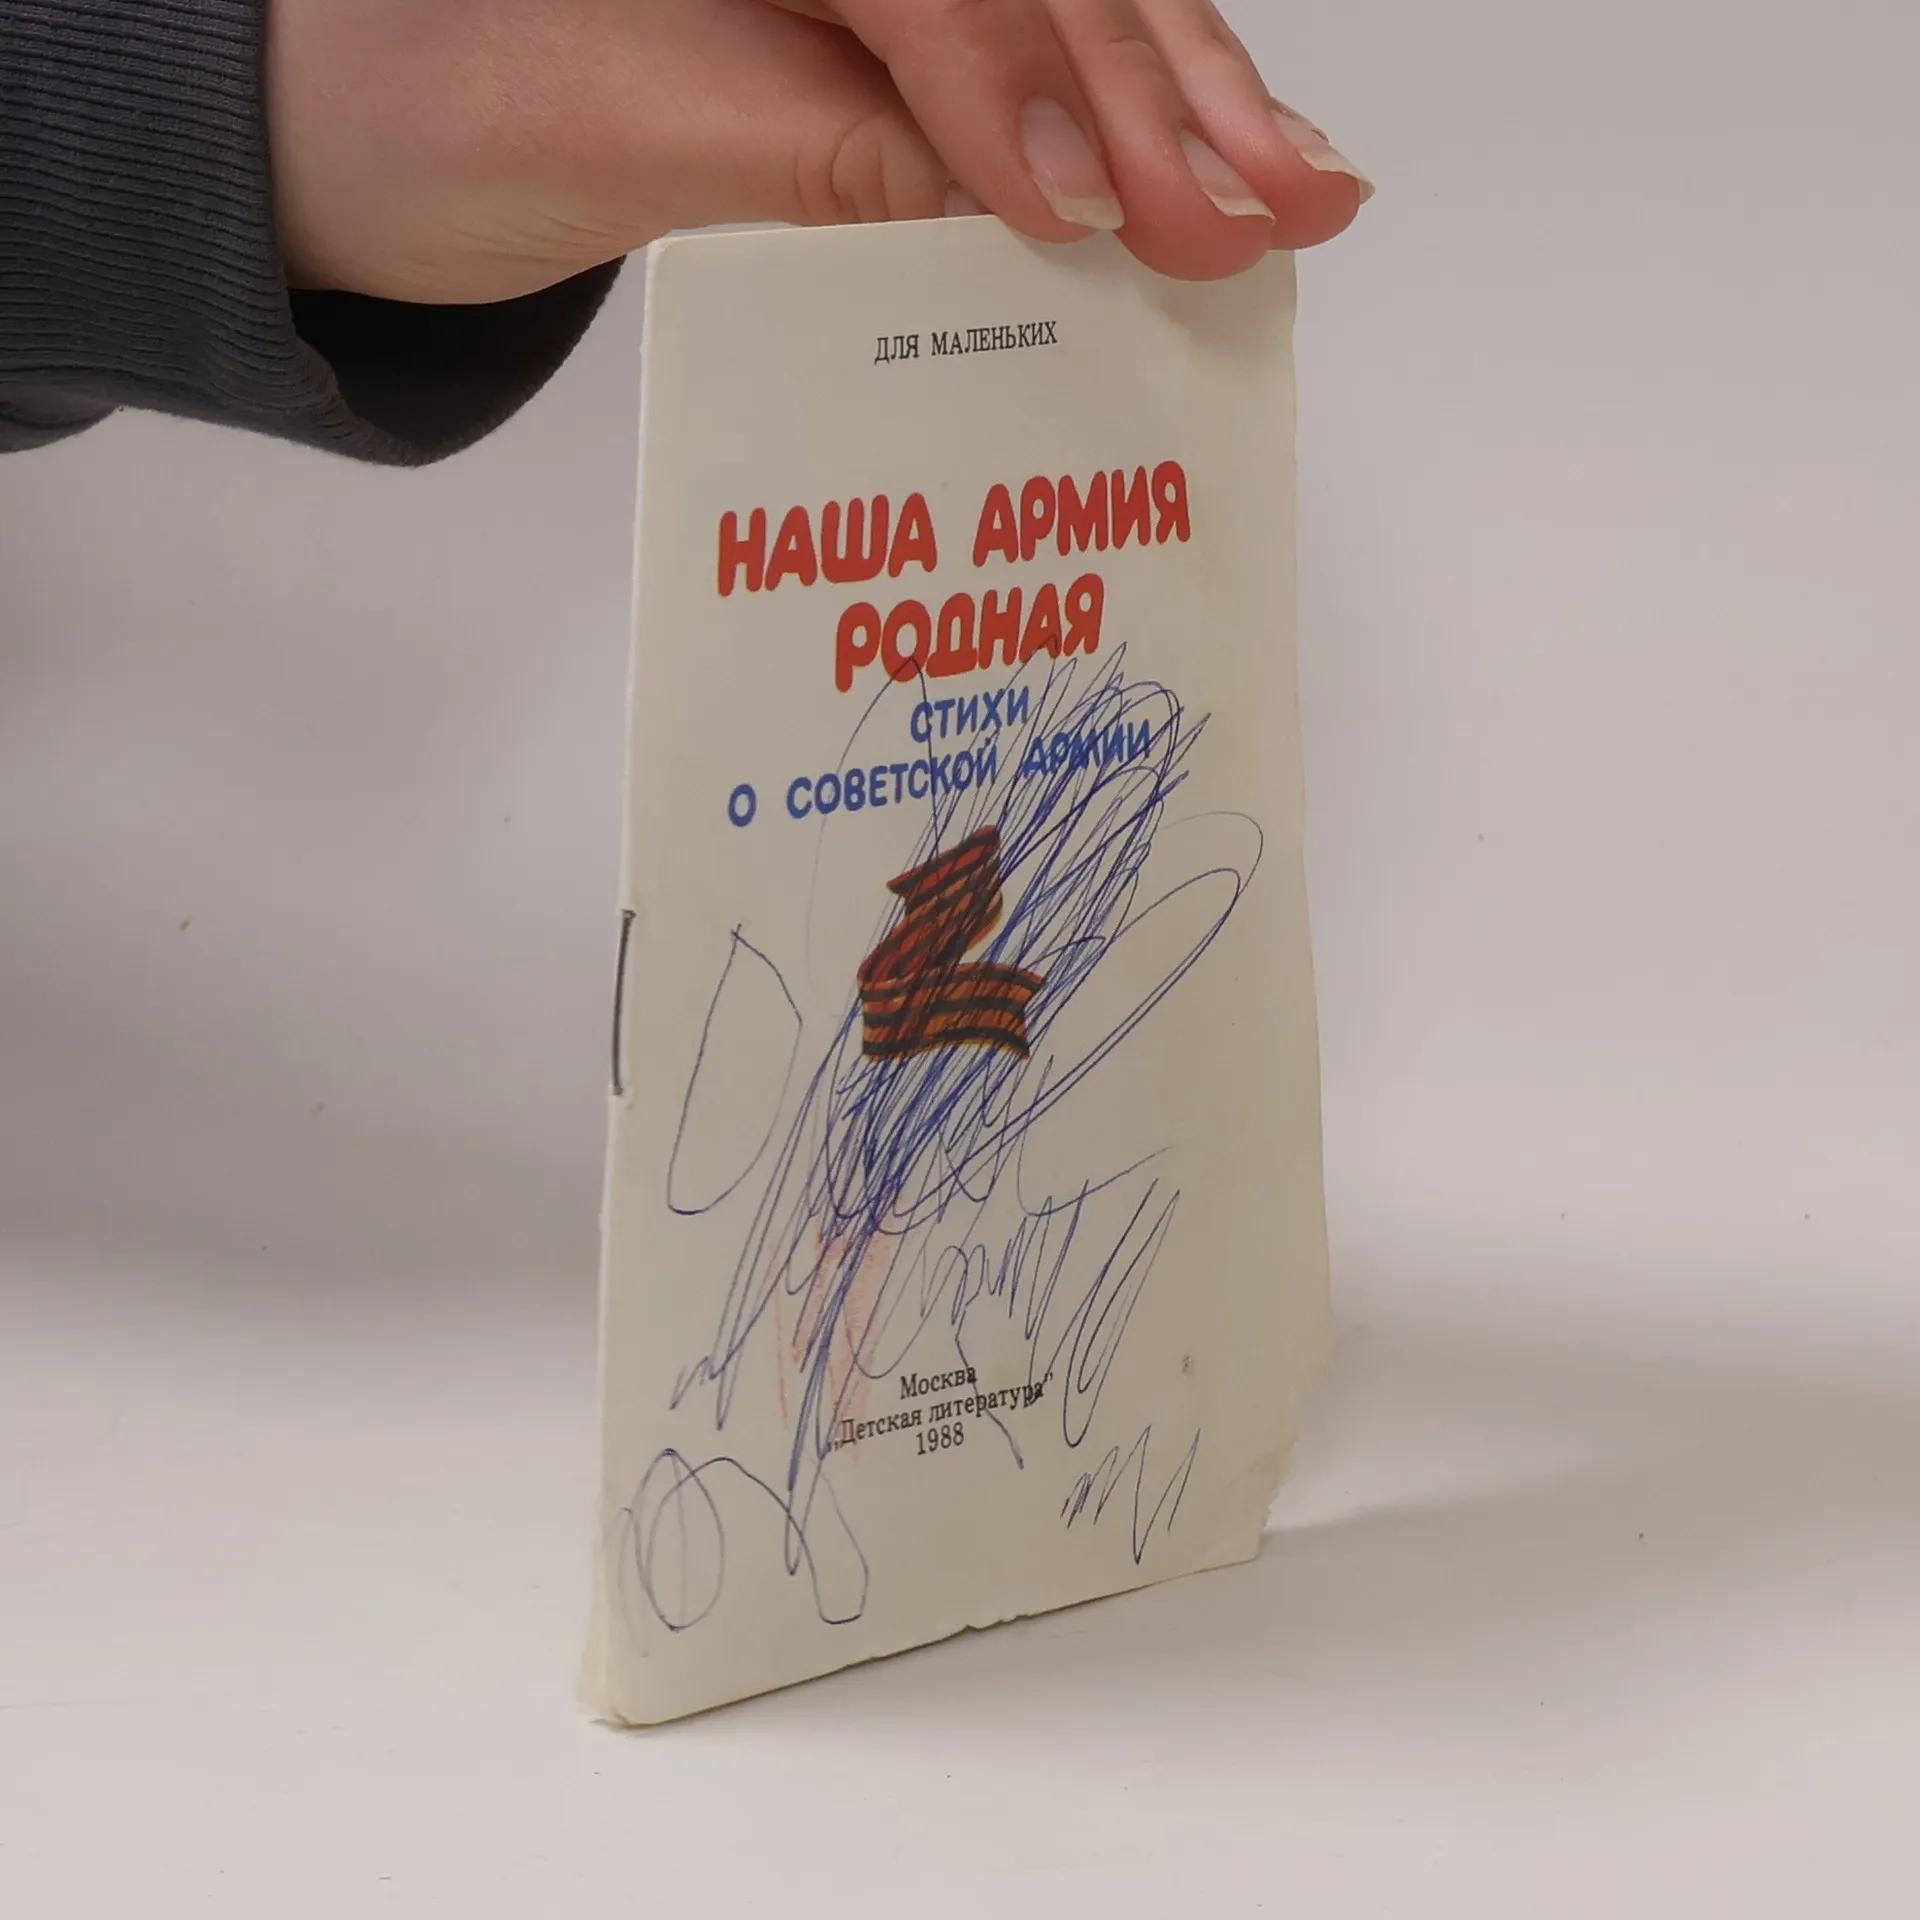 ДЛЯ МАЛЕНЬКИХ
НАША АРМИЯ
РОДНАЯ
СТИХИ
О СОВЕТСКОЙ АРМИИ
Москва
„Детская литература"
1988